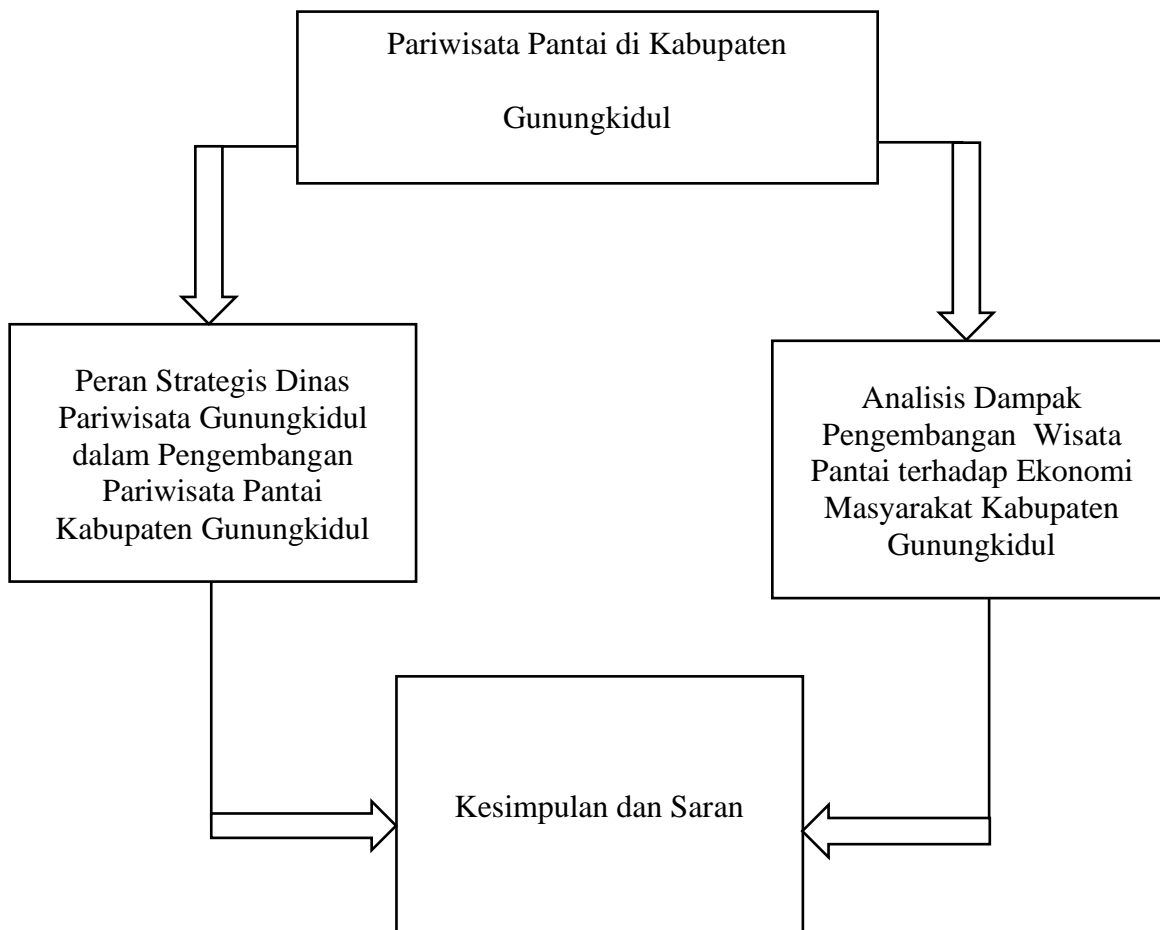 Pariwisata Pantai di Kabupaten
Gunungkidul
Peran Strategis Dinas
Pariwisata Gunungkidul
dalam Pengembangan
Pariwisata Pantai
Kabupaten Gunungkidul
Analisis Dampak
Pengembangan  Wisata
Pantai terhadap Ekonomi
Masyarakat Kabupaten
Gunungkidul
Kesimpulan dan Saran